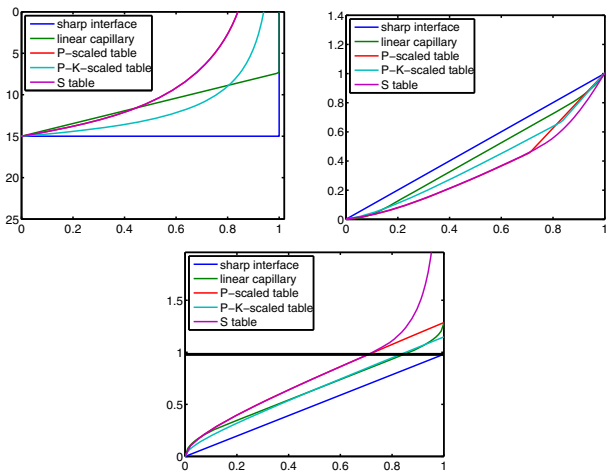 0
5
10
15
20
25
0 0.2 0.4 0.6 0.8 1
sharp interface
linear capillary
P-scaled table
P-K-scaled table
S table
1.4
1.2
1
0.8
0.6
0.4
0.2
0
0 0.2 0.4 0.6 0.8 1
sharp interface
linear capillary
P-scaled table
P-K-scaled table
S table
1.5
1
0.5
0
0 0.2 0.4 0.6 0.8 1
sharp interface
linear capillary
P-scaled table
P-K-scaled table
S table